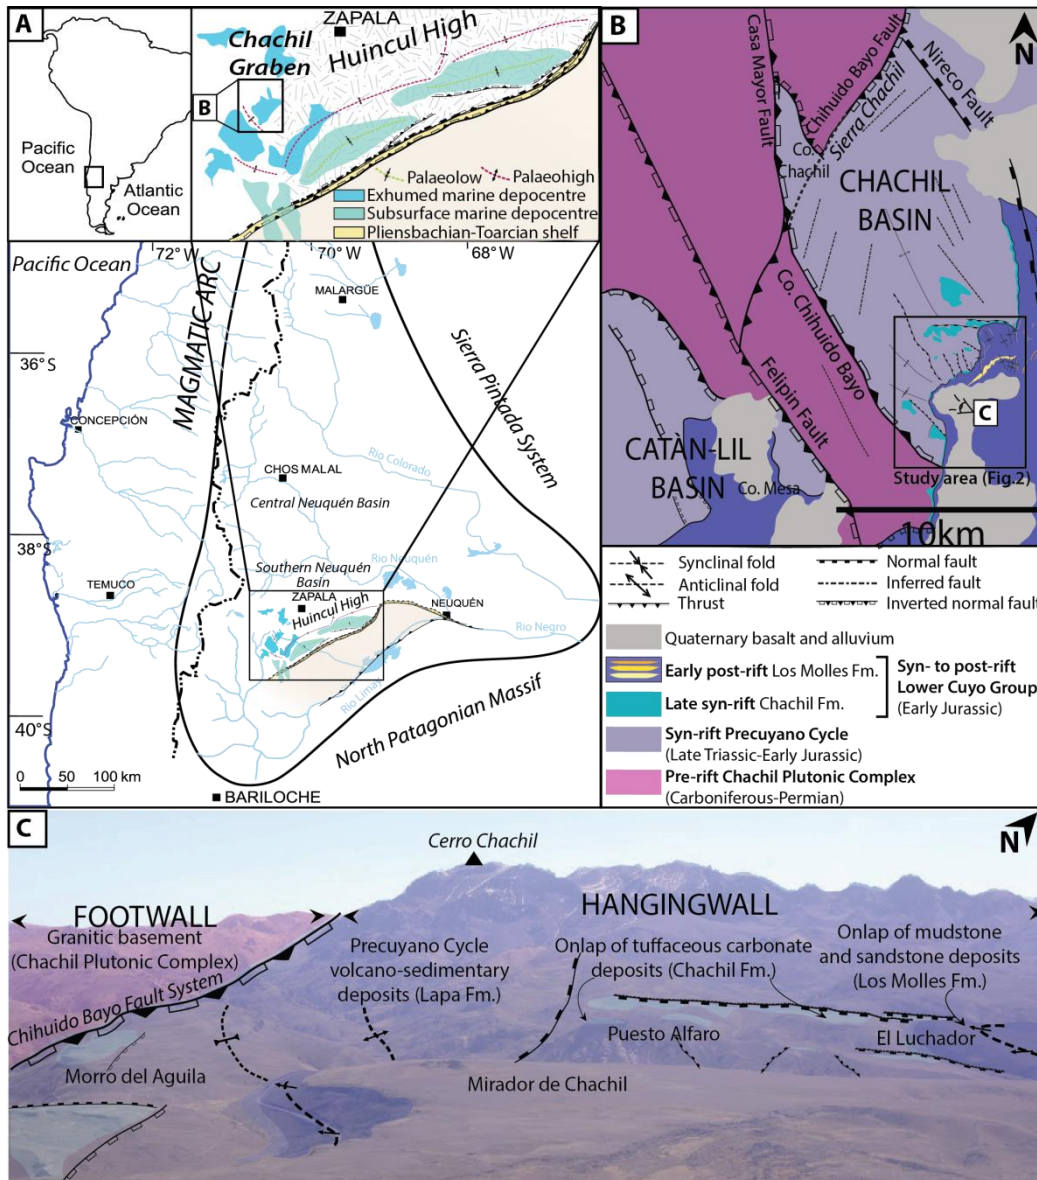 A
Pacific
Ocean
Atlantic
Ocean
ZAPALA
Chachil
Graben
Huincul High
B
Palaeolow
Palaeohigh
Exhumed marine depocentre
Subsurface marine depocentre
Pliensbachian-Toarcian shelf
Pacific Ocean
72°W
70°W
68°W
36°S
38°S
40°S
MAGMATIC ARC
MALARGÜE
Sierra Pintada System
CONCEPCIÓN
CHOS MALAL
Rio Colorado
Central Neuquén Basin
Southern Neuquén
Basin
Rio Neuquén
TEMUCO
ZAPALA
Huincul High
NEUQUÉN
Rio Negro
Rio Limay
North Patagonian Massif
0 50 100 km
BARILOCHE
B
N
Casa Mayor Fault
Chihuido Bayo Fault
Sierra Chachil
Nireco Fault
Co.
Chachil
CHACHIL
BASIN
Co. Chihuido Bayo
Felipin Fault
CATÀN-LIL
BASIN
Co. Mesa
C
Study area (Fig.2)
10km
Synclinal fold
Anticlinal fold
Thrust
Normal fault
Inferred fault
Inverted normal fault
Quaternary basalt and alluvium
Early post-rift Los Molles Fm.
Late syn-rift Chachil Fm.
Syn- to post-rift
Lower Cuyo Group
(Early Jurassic)
Syn-rift Precuyano Cycle
(Late Triassic-Early Jurassic)
Pre-rift Chachil Plutonic Complex
(Carboniferous-Permian)
C
N
Cerro Chachil
FOOTWALL
HANGINGWALL
Granitic basement
(Chachil Plutonic Complex)
Chihuido Bayo Fault System
Precuyano Cycle
volcano-sedimentary
deposits (Lapa Fm.)
Onlap of tuffaceous carbonate
deposits (Chachil Fm.)
Onlap of mudstone
and sandstone deposits
(Los Molles Fm.)
Puesto Alfaro
El Luchador
Morro del Aguila
Mirador de Chachil